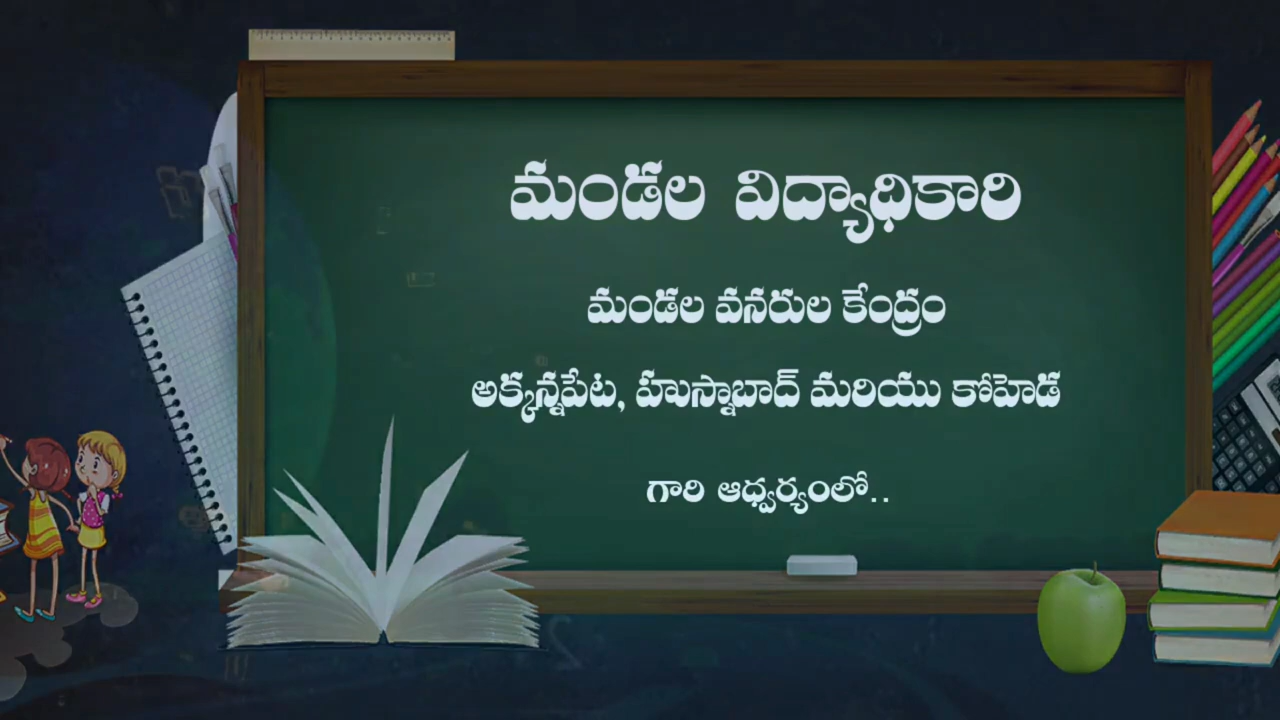 మండల విద్యాధికారి
మండల వనరుల కేంద్రం
అక్కన్నపేట, హుస్నాబాద్ మరియు కోహెడ
గారి ఆధ్వర్యంలో..